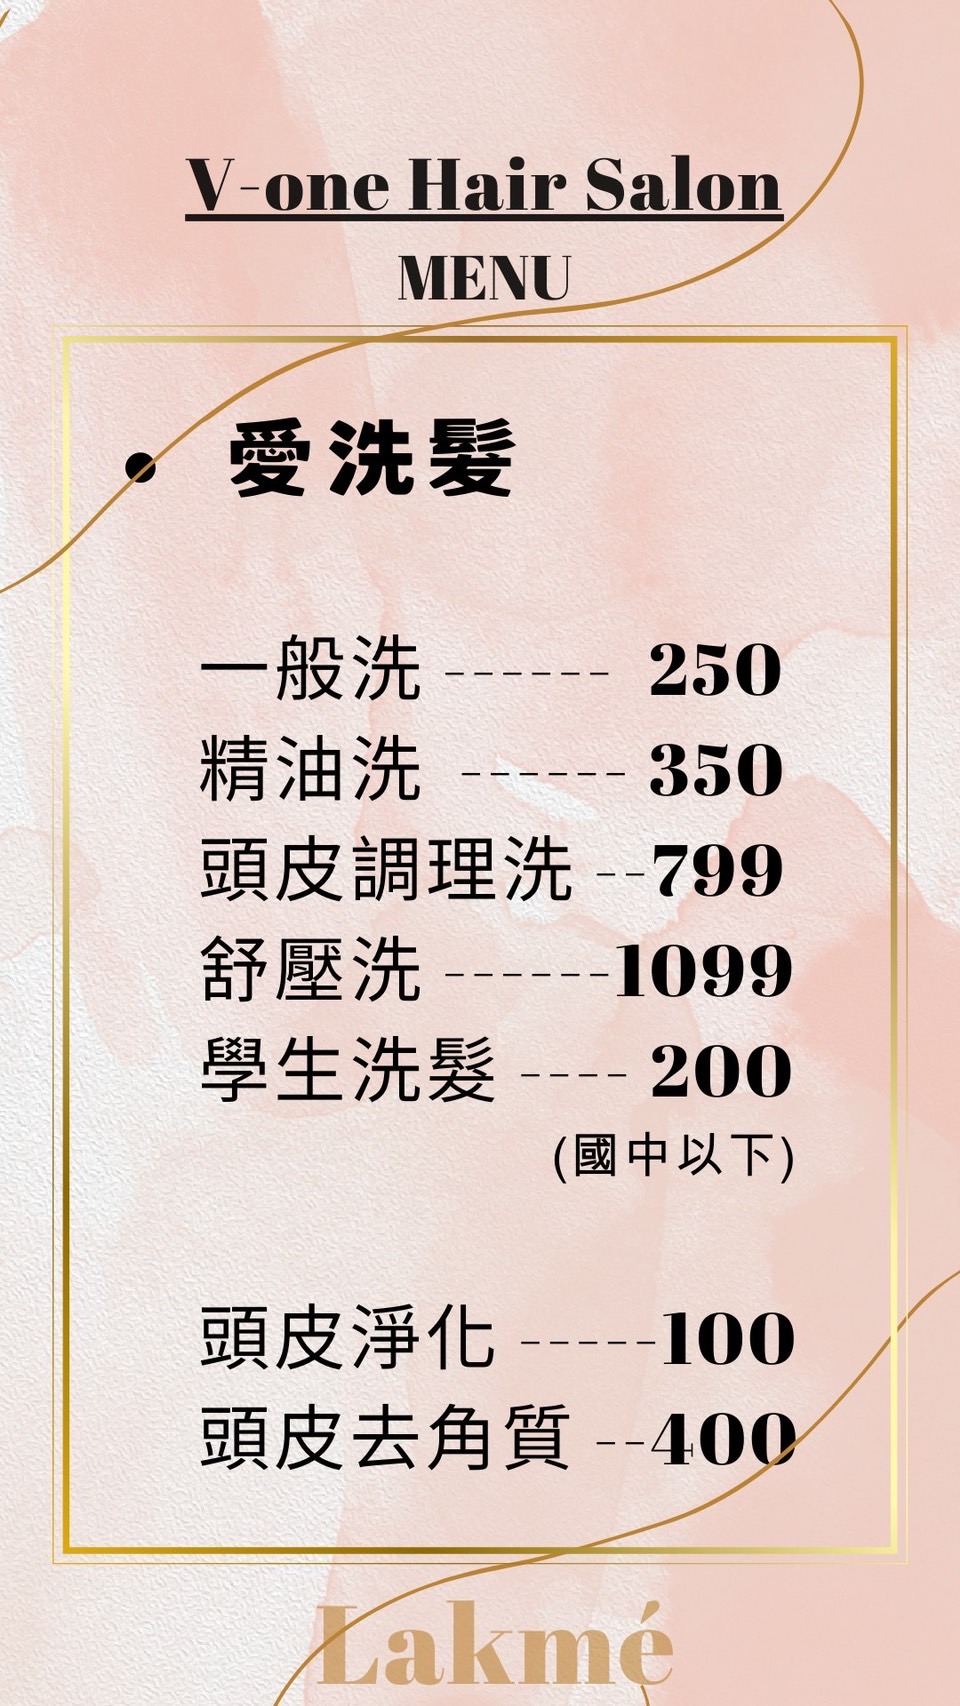 V-one Hair Salon
MENU
• 愛洗髮
一般洗 ------ 250
精油洗 ------ 350
頭皮調理洗 --799
舒壓洗 ------1099
學生洗髮 ---- 200
(國中以下)
頭皮淨化 -----100
頭皮去角質 --400
Lakmé